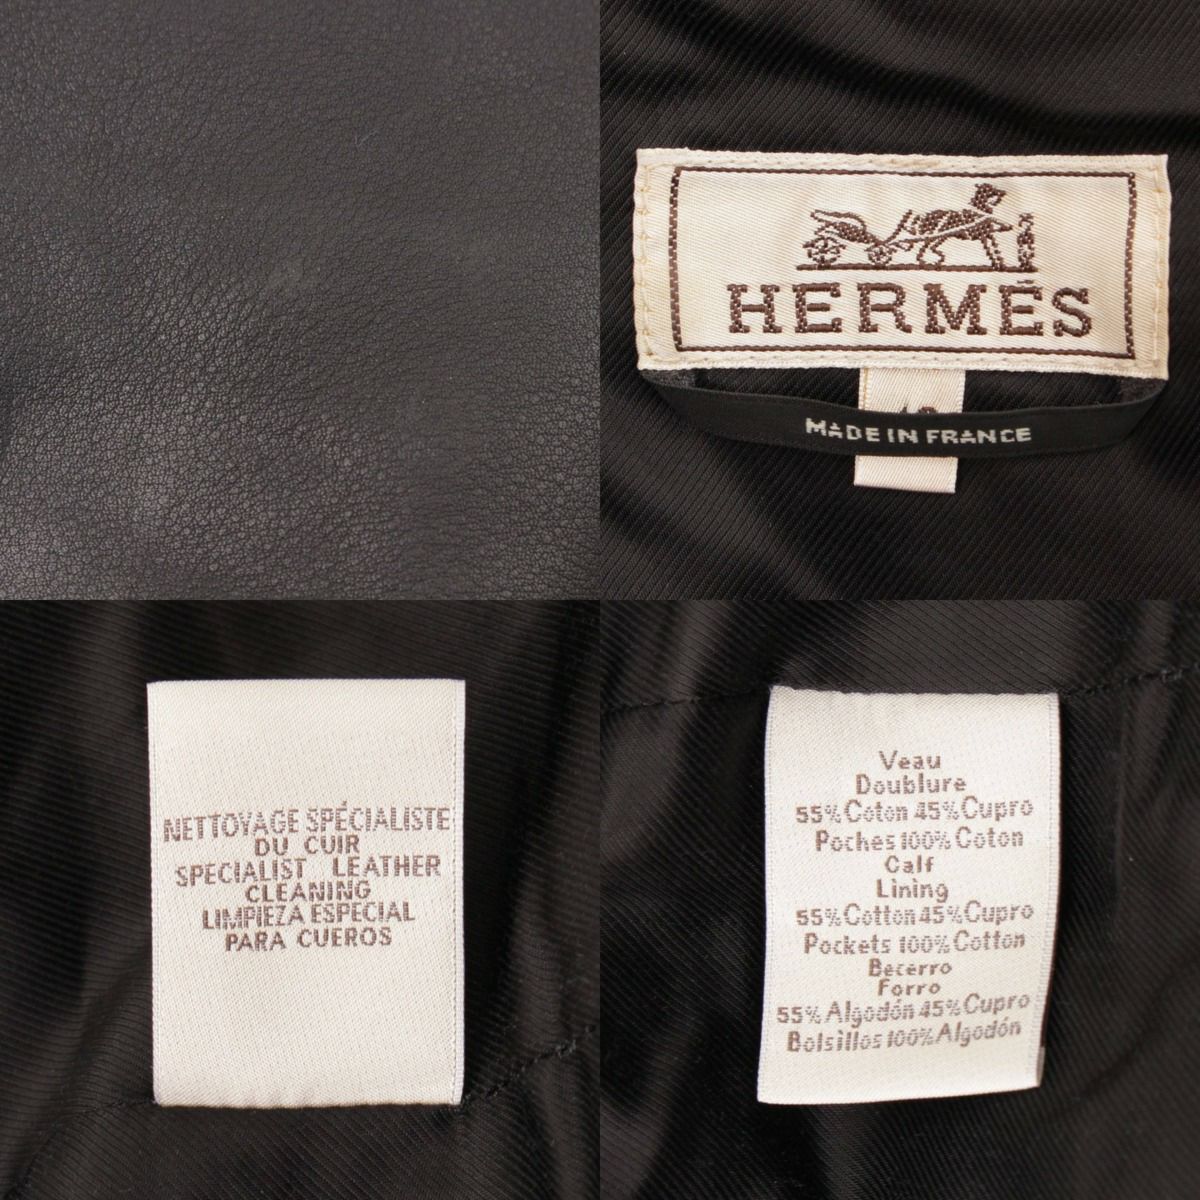 HERMÈS
MADE IN FRANCE
NETTOYAGE SPÉCIALISTE
DU CUIR
SPECIALIST LEATHER
CLEANING
LIMPIEZA ESPECIAL
PARA CUEROS
Veau
Doublure
55% Coton 45% Cupro
Poches 100% Coton
Calf
Lining
55% Cotton 45% Cupro
Pockets 100% Cotton
Becerro
Forro
55% Algodón 45% Cupro
Bolsillos 100% Algodón